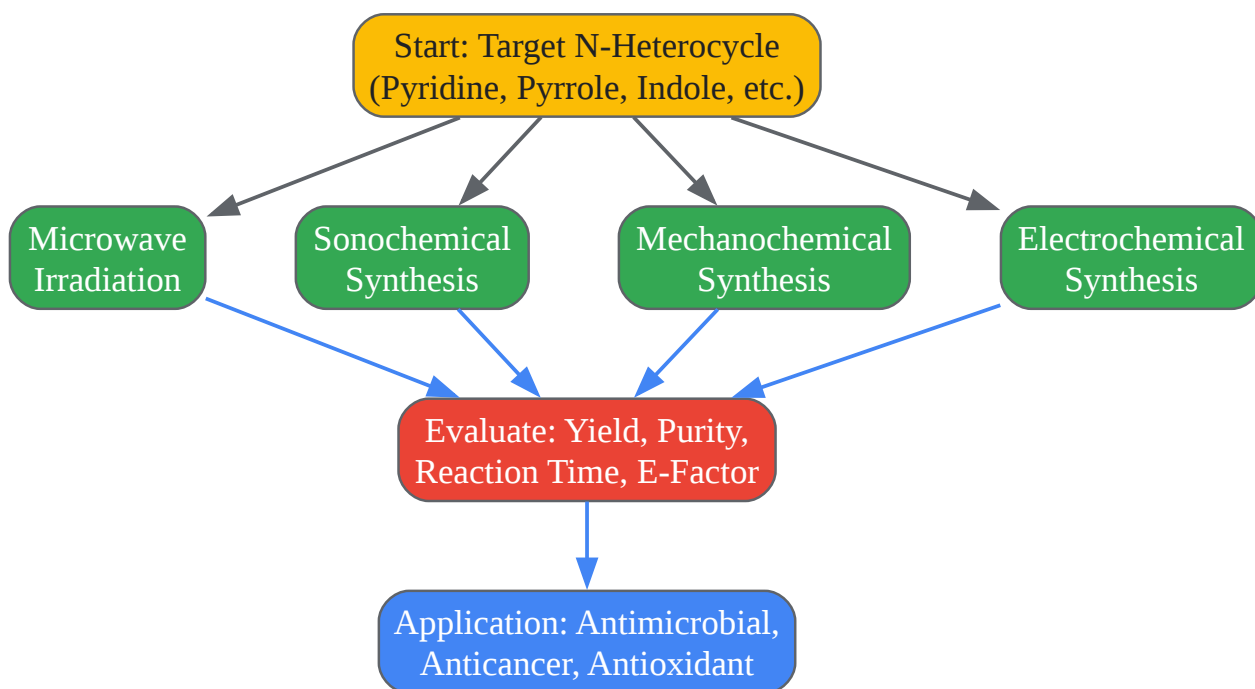 Start: Target N-Heterocycle
(Pyridine, Pyrrole, Indole, etc.)
Microwave
Irradiation
Sonochemical
Synthesis
Mechanochemical
Synthesis
Electrochemical
Synthesis
Evaluate: Yield, Purity,
Reaction Time, E-Factor
Application: Antimicrobial,
Anticancer, Antioxidant